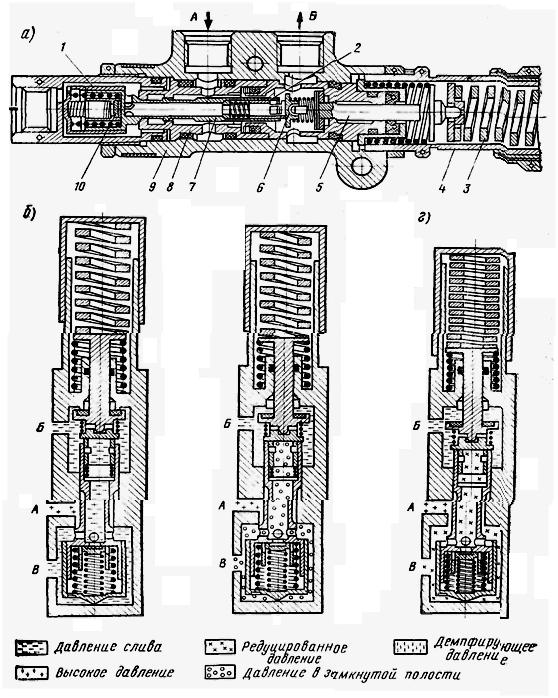 а)
А В
1 2
10 9 8 7 6 5 4 3
б) г)
Б Б
А А А
В В В
Давление слива
Редуцированное давление
Демпфирующее давление
Высокое давление
Давление в замкнутой полости